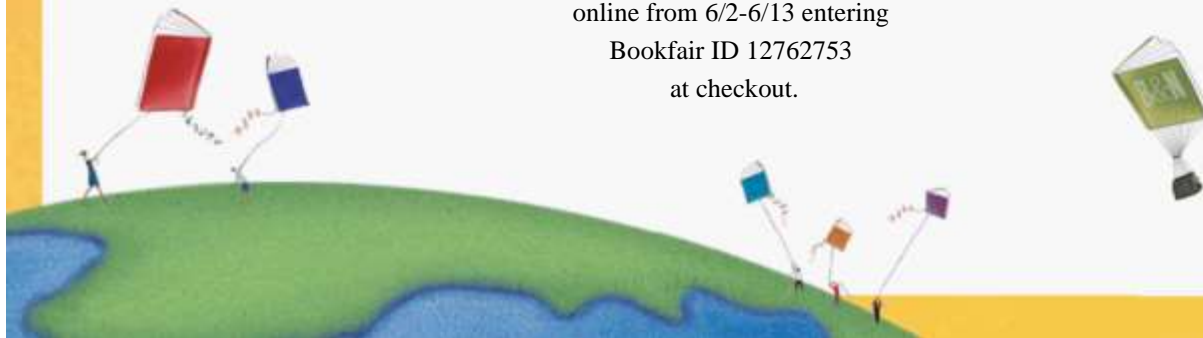 online from 6/2-6/13 entering
Bookfair ID 12762753
at checkout.
B&N